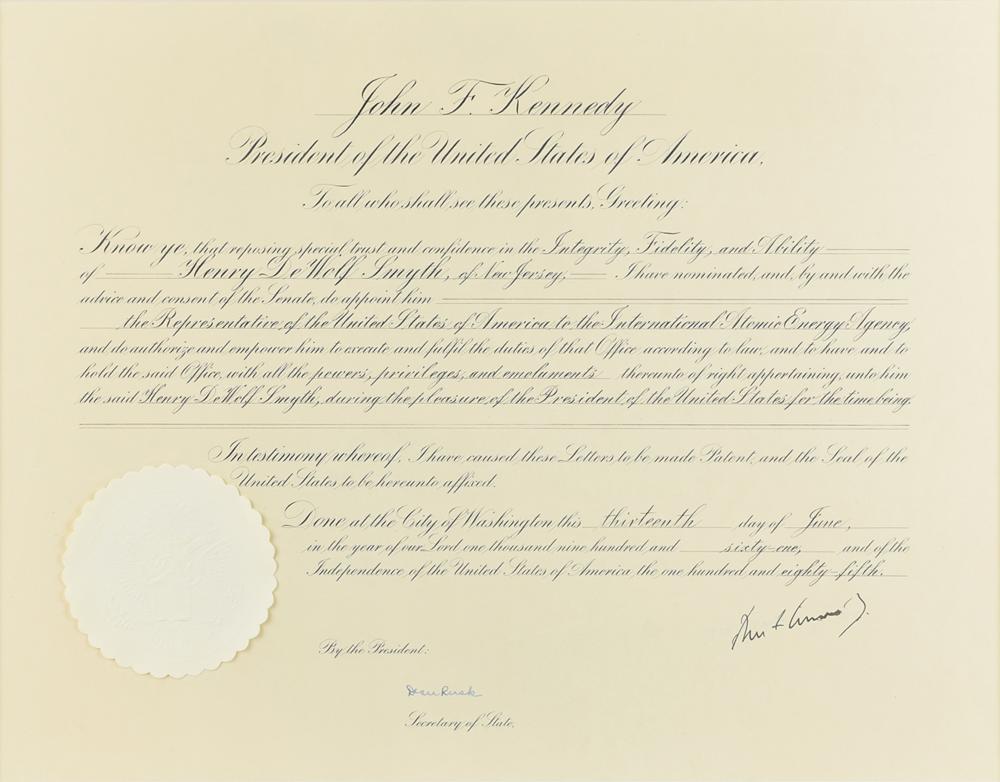 John F. Kennedy
President of the United States of America,
To all who shall see these presents, Greeting:
Know ye, that reposing special trust and confidence in the Integrity, Fidelity, and Ability
of Henry DeWolf Smyth, of New Jersey, I have nominated, and, by and with the
advice and consent of the Senate, do appoint him
the Representative of the United States of America to the International Atomic Energy Agency,
and do authorize and empower him to execute and fulfil the duties of that Office according to law, and to have and to
hold the said Office, with all the powers, privileges, and emoluments thereunto of right appertaining, unto him
the said Henry DeWolf Smyth, during the pleasure of the President of the United States for the time being.
In testimony whereof, I have caused these Letters to be made Patent, and the Seal of the
United States to be hereunto affixed.
Done at the City of Washington this thirteenth day of June,
in the year of our Lord one thousand nine hundred and sixty-one, and of the
Independence of the United States of America the one hundred and eighty-fifth.
By the President:
Dean Rusk
Secretary of State.